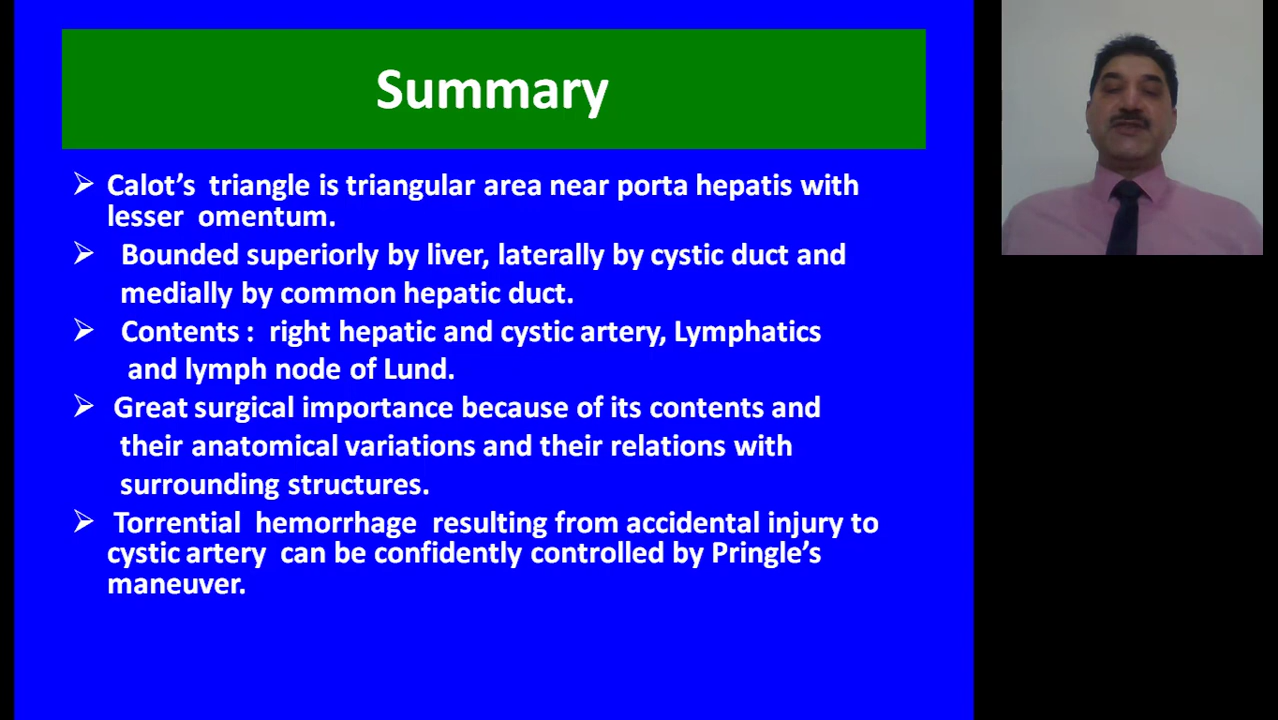 Summary
➢ Calot’s triangle is triangular area near porta hepatis with
lesser omentum.
➢ Bounded superiorly by liver, laterally by cystic duct and
medially by common hepatic duct.
➢ Contents : right hepatic and cystic artery, Lymphatics
and lymph node of Lund.
➢ Great surgical importance because of its contents and
their anatomical variations and their relations with
surrounding structures.
➢ Torrential hemorrhage resulting from accidental injury to
cystic artery can be confidently controlled by Pringle’s
maneuver.